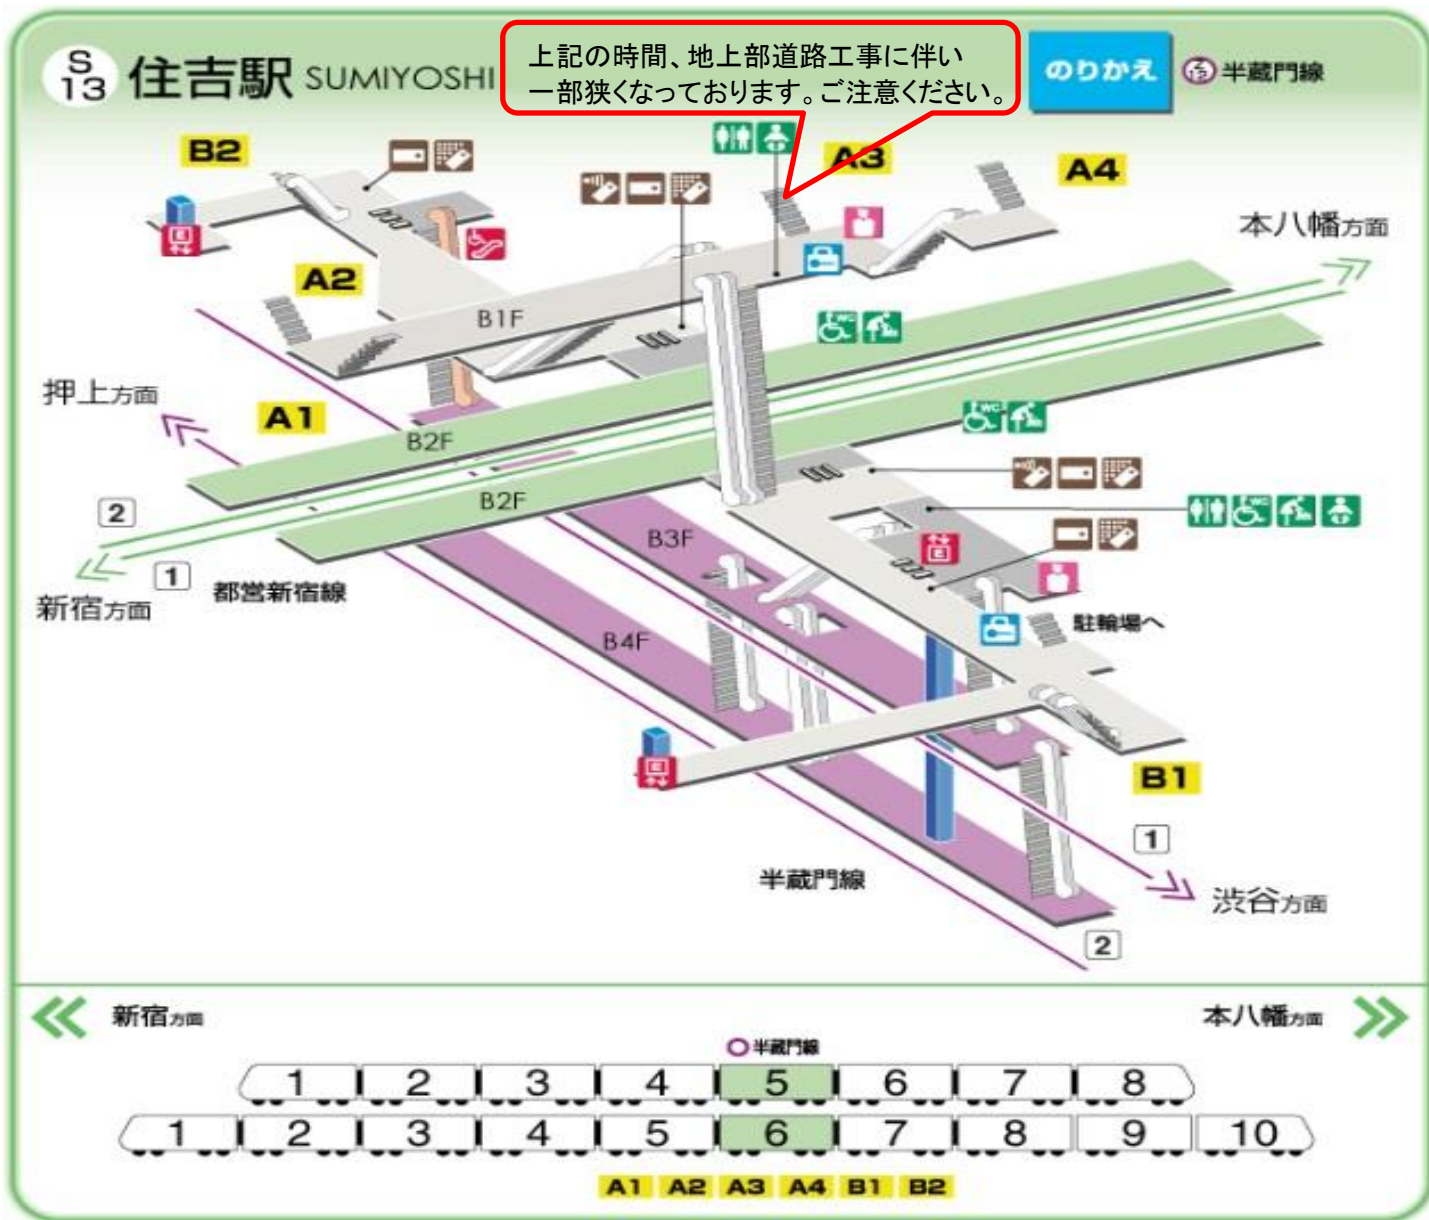 S
13
住吉駅 SUMIYOSHI
上記の時間、地上部道路工事に伴い
一部狭くなっております。ご注意ください。
のりかえ
半蔵門線
B2
A3
A4
本八幡方面
A2
B1F
押上方面
A1
B2F
B2F
2
1
新宿方面
都営新宿線
B3F
B4F
駐輪場へ
B1
1
半蔵門線
渋谷方面
2
新宿方面
本八幡方面
半蔵門線
1 2 3 4 5 6 7 8
1 2 3 4 5 6 7 8 9 10
A1 A2 A3 A4 B1 B2